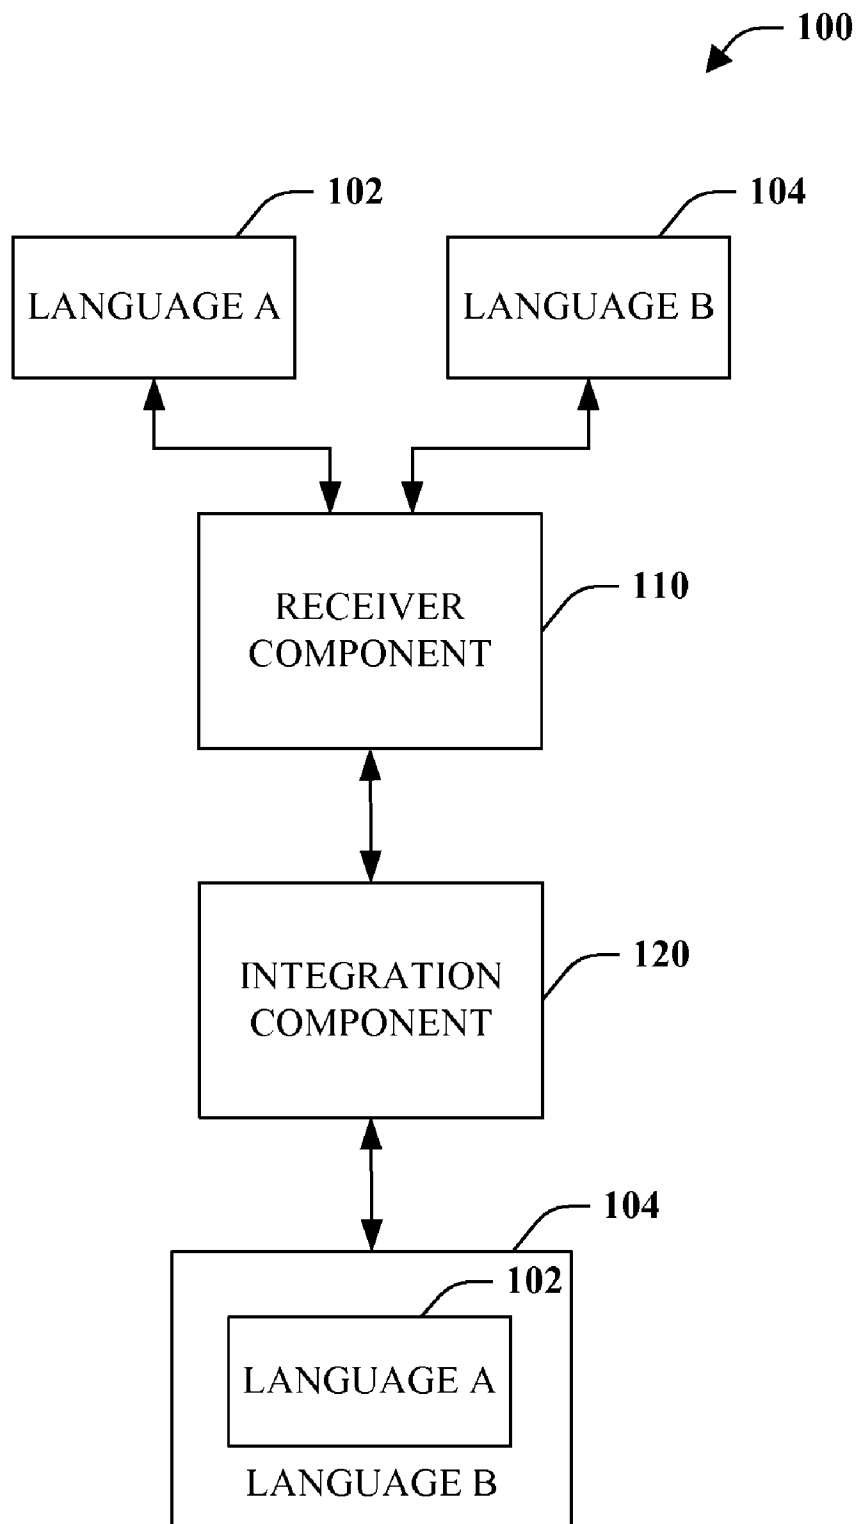 100
102
104
LANGUAGE A
LANGUAGE B
110
RECEIVER
COMPONENT
120
INTEGRATION
COMPONENT
104
102
LANGUAGE A
LANGUAGE B